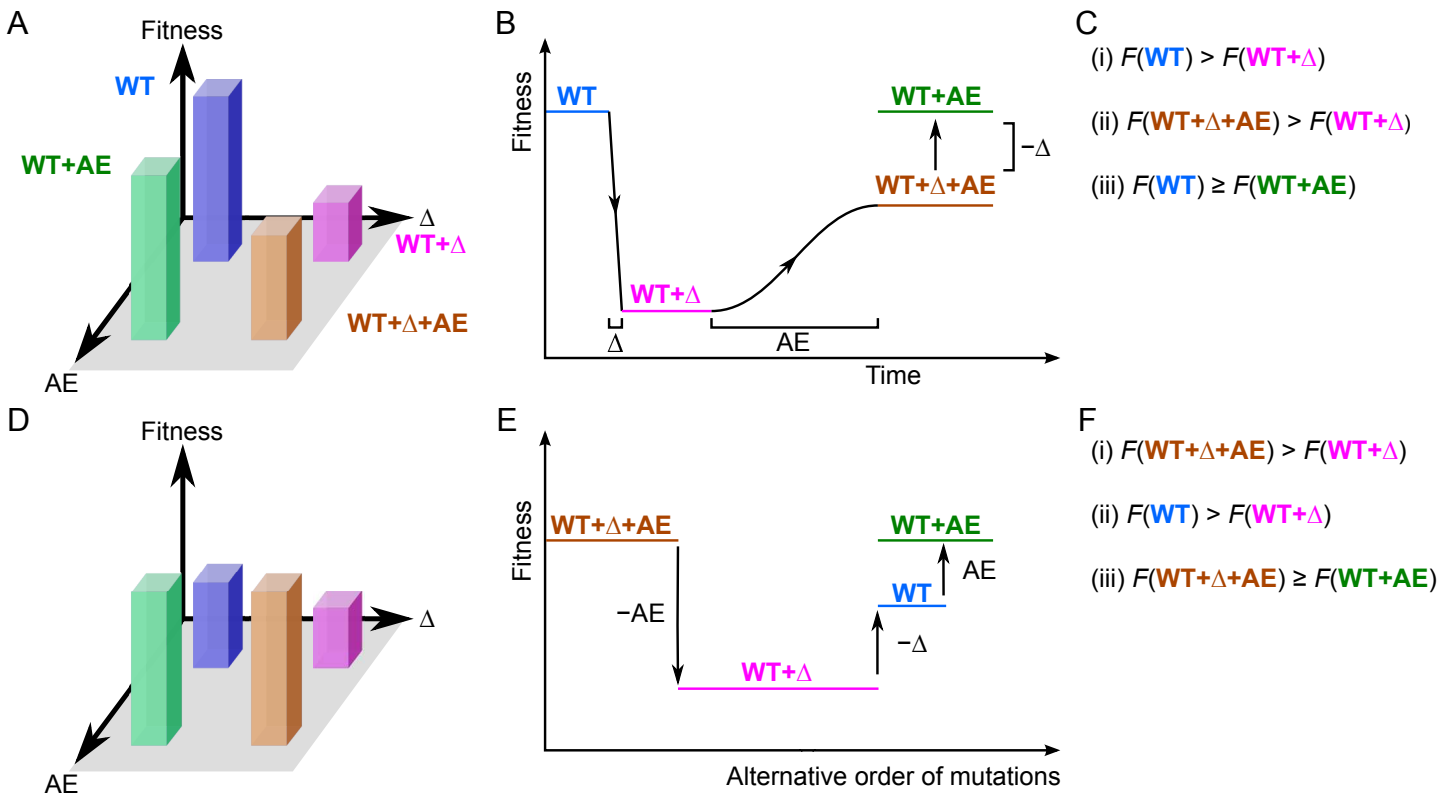 A
Fitness
WT
WT+AE
Δ
WT+Δ
WT+Δ+AE
AE
B
Fitness
WT
WT+AE
−Δ
WT+Δ+AE
WT+Δ
Δ
AE
Time
C
(i) F(WT) > F(WT+Δ)
(ii) F(WT+Δ+AE) > F(WT+Δ)
(iii) F(WT) ≥ F(WT+AE)
D
Fitness
Δ
AE
E
Fitness
WT+Δ+AE
WT+AE
AE
WT
−AE
−Δ
WT+Δ
Alternative order of mutations
F
(i) F(WT+Δ+AE) > F(WT+Δ)
(ii) F(WT) > F(WT+Δ)
(iii) F(WT+Δ+AE) ≥ F(WT+AE)